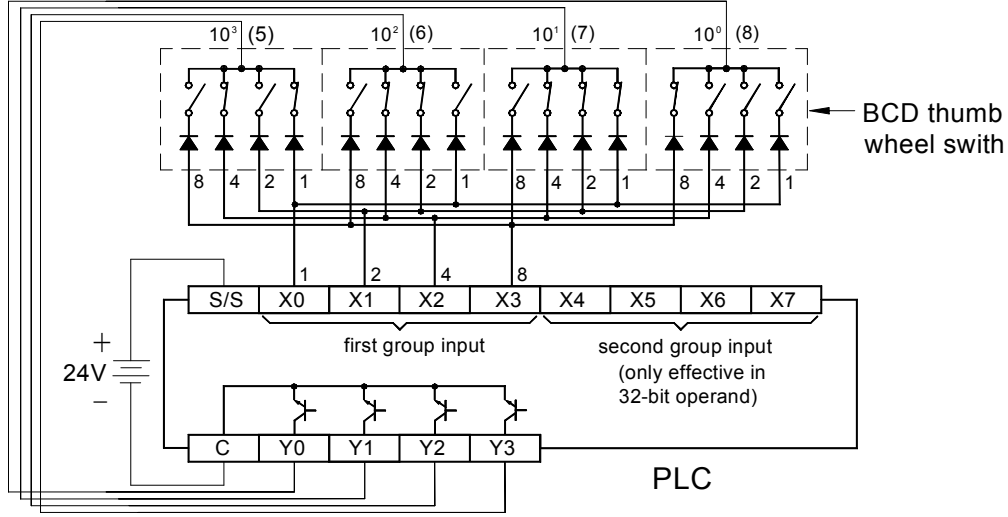 10³ (5) 10² (6) 10¹ (7) 10⁰ (8)
BCD thumb
wheel swith
8 4 2 1 8 4 2 1 8 4 2 1 8 4 2 1
1 2 4 8
S/S X0 X1 X2 X3 X4 X5 X6 X7
first group input
second group input
(only effective in
32-bit operand)
+
24V
−
C Y0 Y1 Y2 Y3
PLC